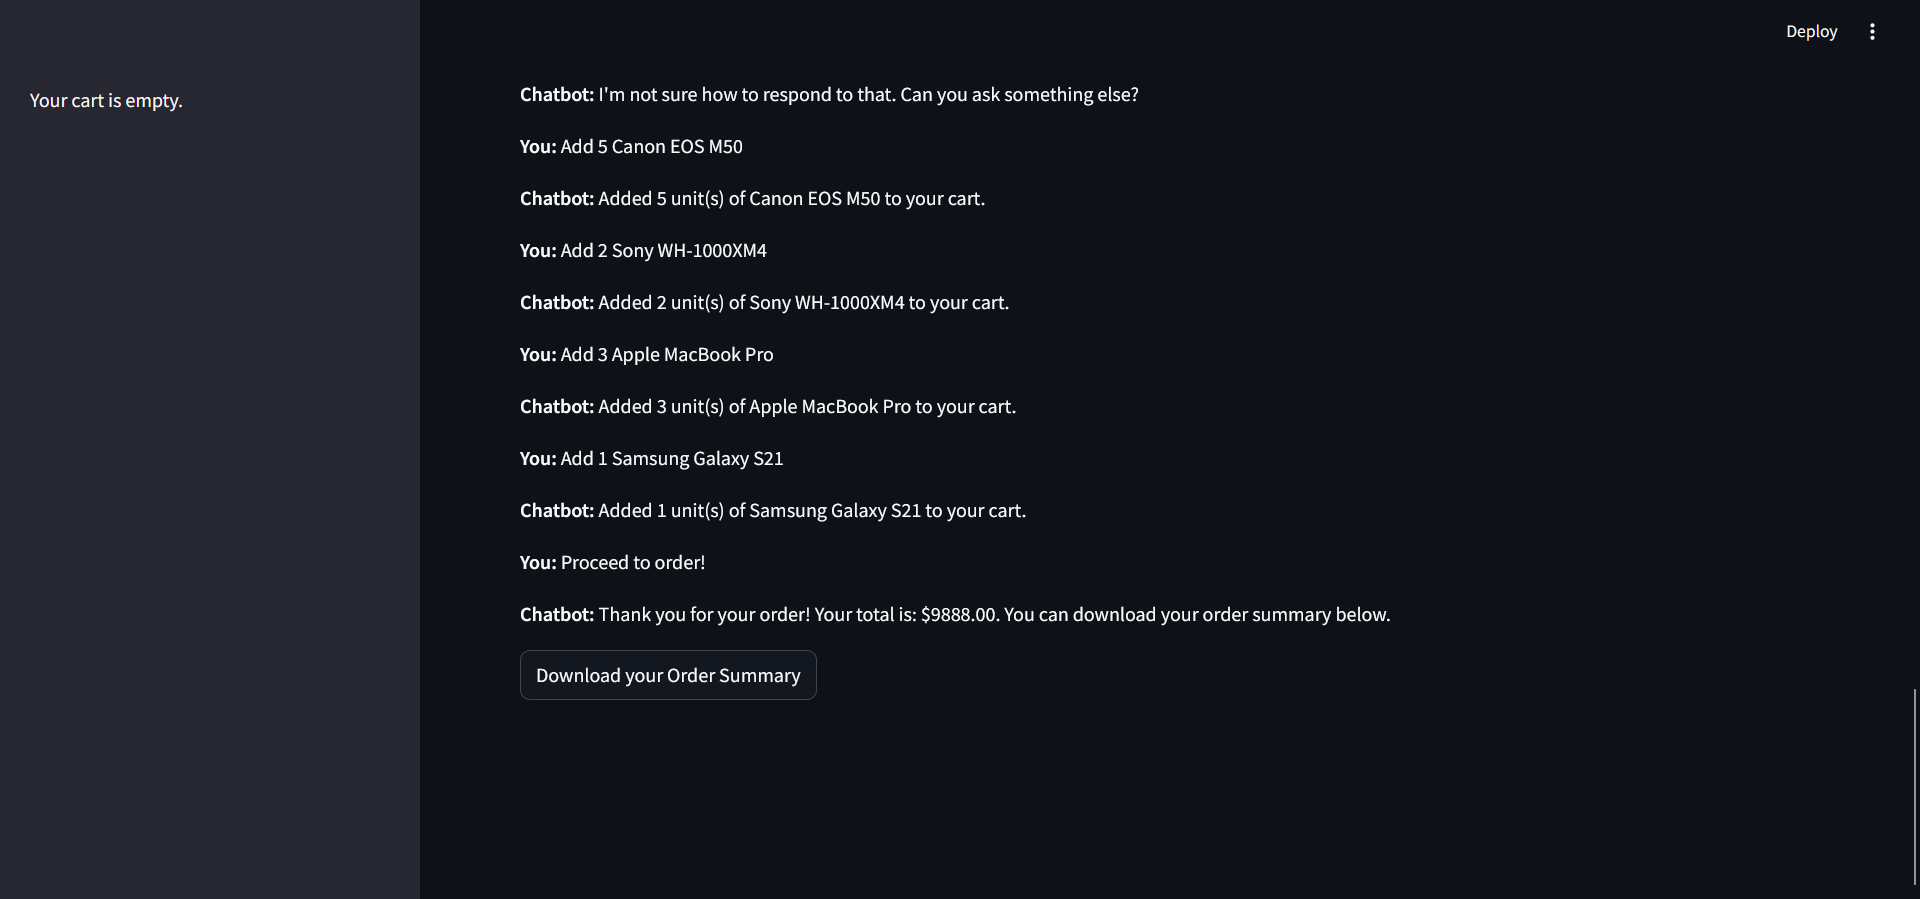 Deploy
Your cart is empty.
Chatbot: I'm not sure how to respond to that. Can you ask something else?
You: Add 5 Canon EOS M50
Chatbot: Added 5 unit(s) of Canon EOS M50 to your cart.
You: Add 2 Sony WH-1000XM4
Chatbot: Added 2 unit(s) of Sony WH-1000XM4 to your cart.
You: Add 3 Apple MacBook Pro
Chatbot: Added 3 unit(s) of Apple MacBook Pro to your cart.
You: Add 1 Samsung Galaxy S21
Chatbot: Added 1 unit(s) of Samsung Galaxy S21 to your cart.
You: Proceed to order!
Chatbot: Thank you for your order! Your total is: $9888.00. You can download your order summary below.
Download your Order Summary